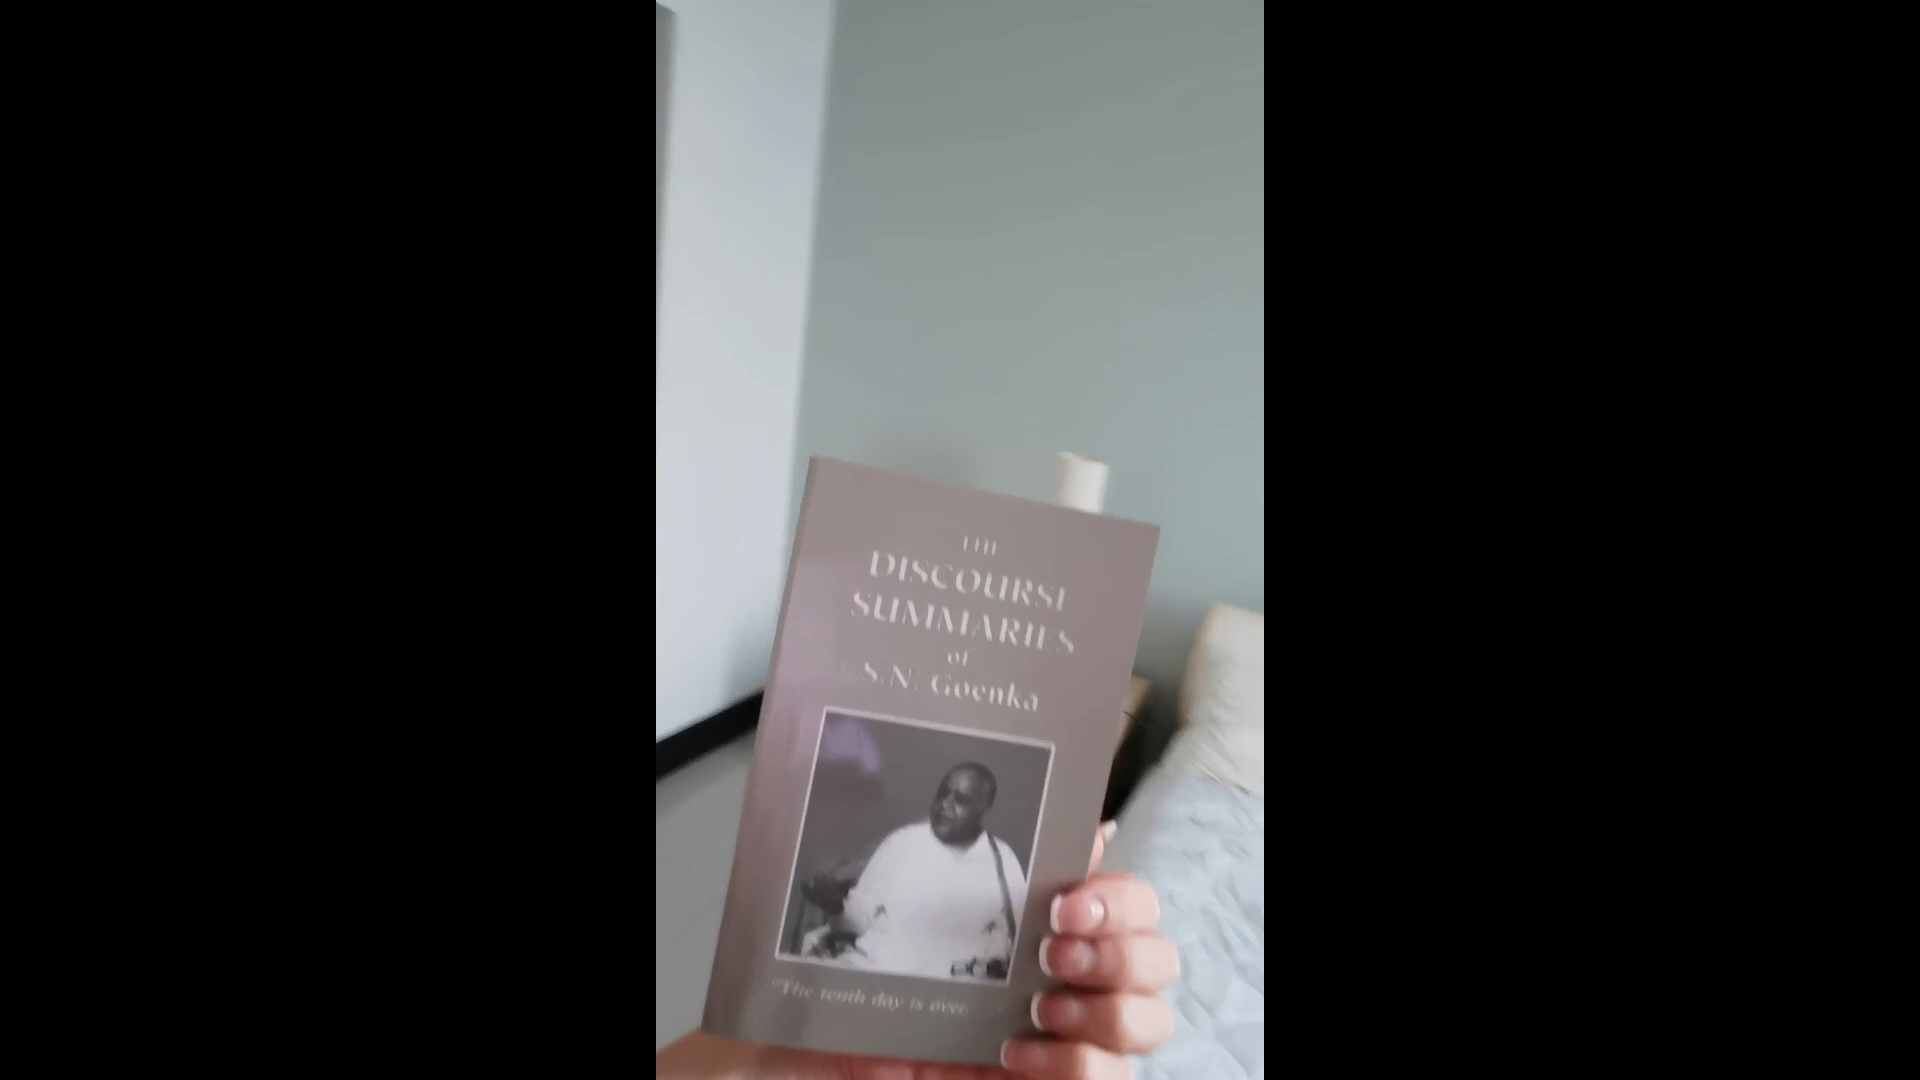 THE
DISCOURSE
SUMMARIES
of
S.N. Goenka
"The tenth day is over.